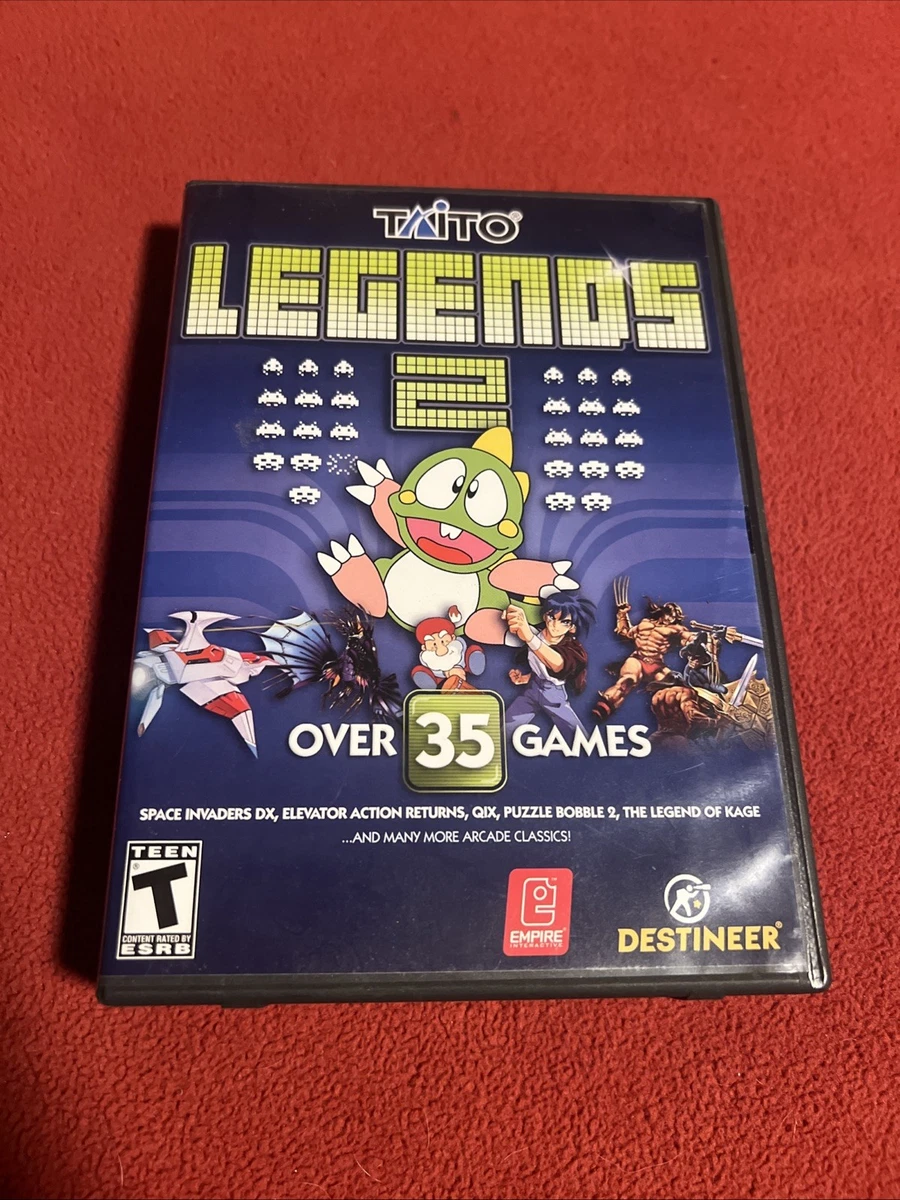 TAITO®
LEGENDS
2
OVER 35 GAMES
SPACE INVADERS DX, ELEVATOR ACTION RETURNS, QIX, PUZZLE BOBBLE 2, THE LEGEND OF KAGE
...AND MANY MORE ARCADE CLASSICS!
TEEN
T
®
CONTENT RATED BY
ESRB
EMPIRE®
INTERACTIVE
DESTINEER®